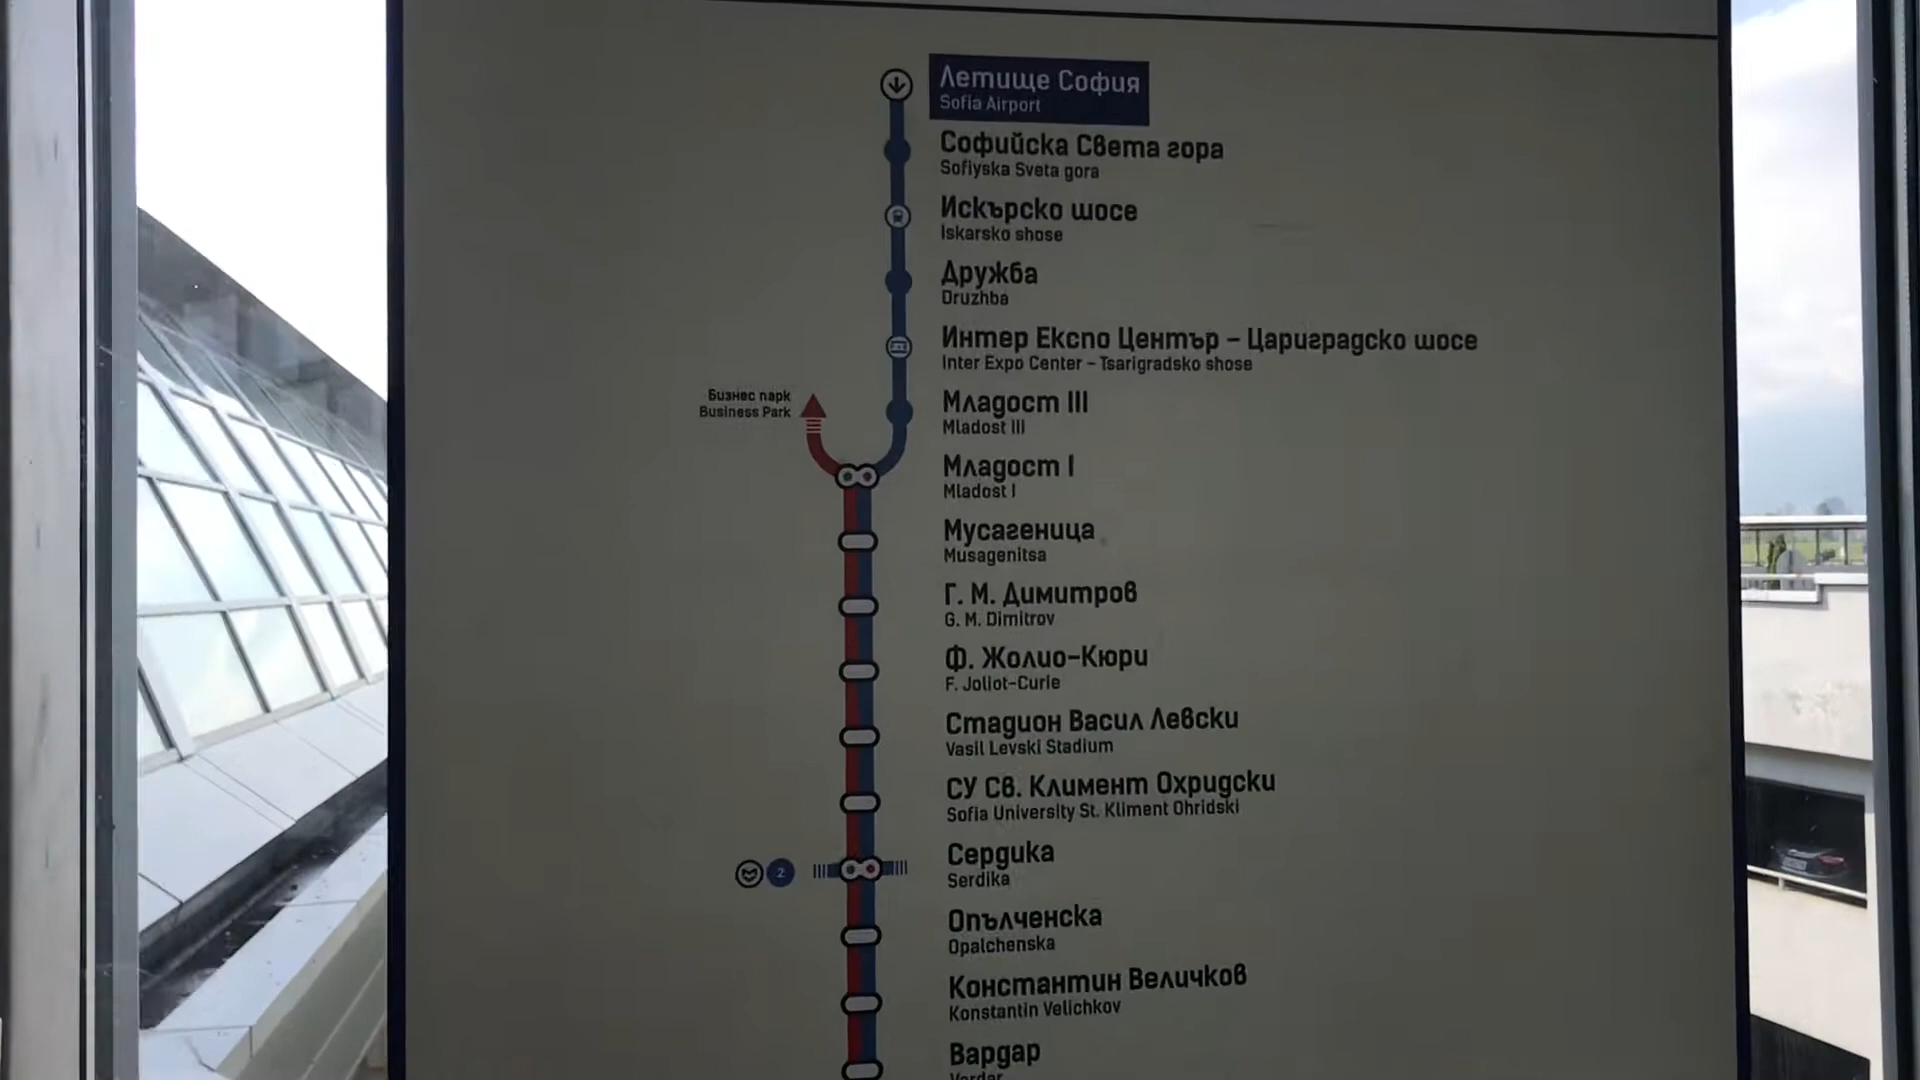 Летище София
Sofia Airport
Софийска Света гора
Sofiyska Sveta gora
Искърско шосе
Iskarsko shose
Дружба
Druzhba
Интер Експо Център – Цариградско шосе
Inter Expo Center – Tsarigradsko shose
Бизнес парк
Business Park
Младост III
Mladost III
Младост I
Mladost I
Мусагеница
Musagenitsa
Г. М. Димитров
G. M. Dimitrov
Ф. Жолио-Кюри
F. Joliot-Curie
Стадион Васил Левски
Vasil Levski Stadium
СУ Св. Климент Охридски
Sofia University St. Kliment Ohridski
2
Сердика
Serdika
Опълченска
Opalchenska
Константин Величков
Konstantin Velichkov
Вардар
Vardar